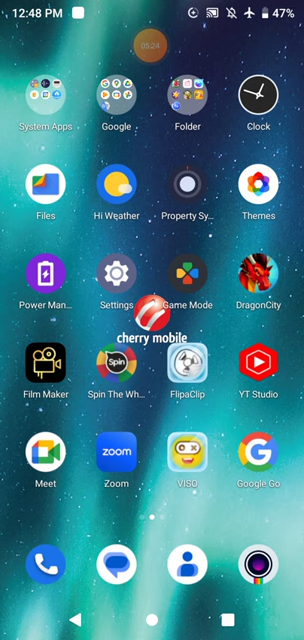 12:48 PM 47%
05:24
System Apps Google Folder Clock
Files Hi Weather Property Sy... Themes
Power Man... Settings Game Mode DragonCity
cherry mobile
Spin
Film Maker Spin The Wh... FlipaClip YT Studio
zoom
Meet Zoom VISO Google Go